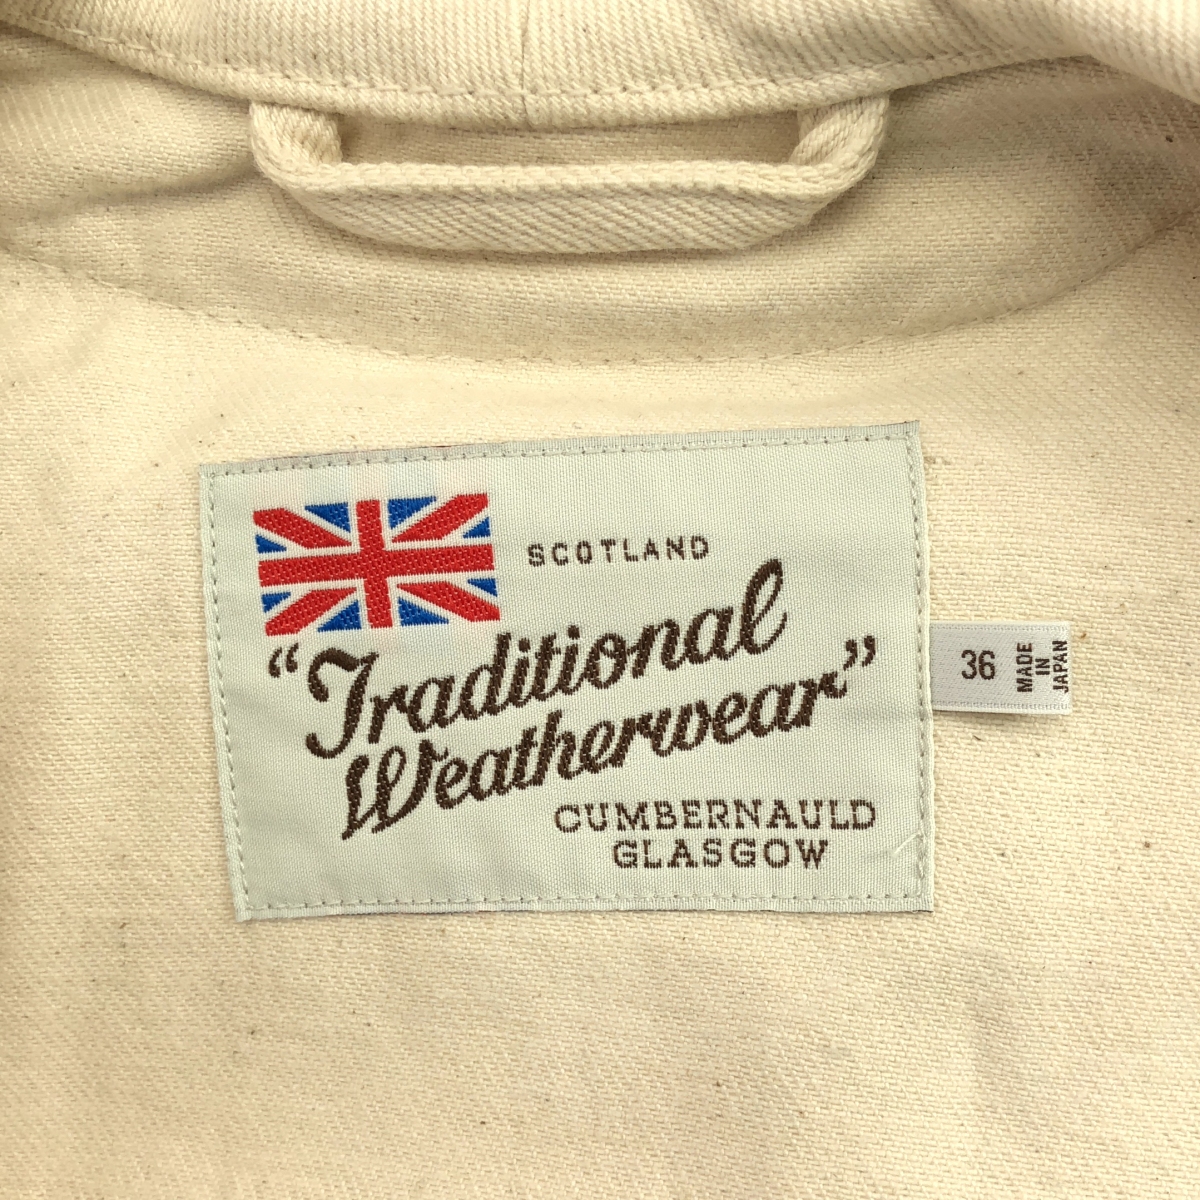 SCOTLAND
"Traditional
Weatherwear"
CUMBERNAULD
GLASGOW
36
MADE
IN
JAPAN